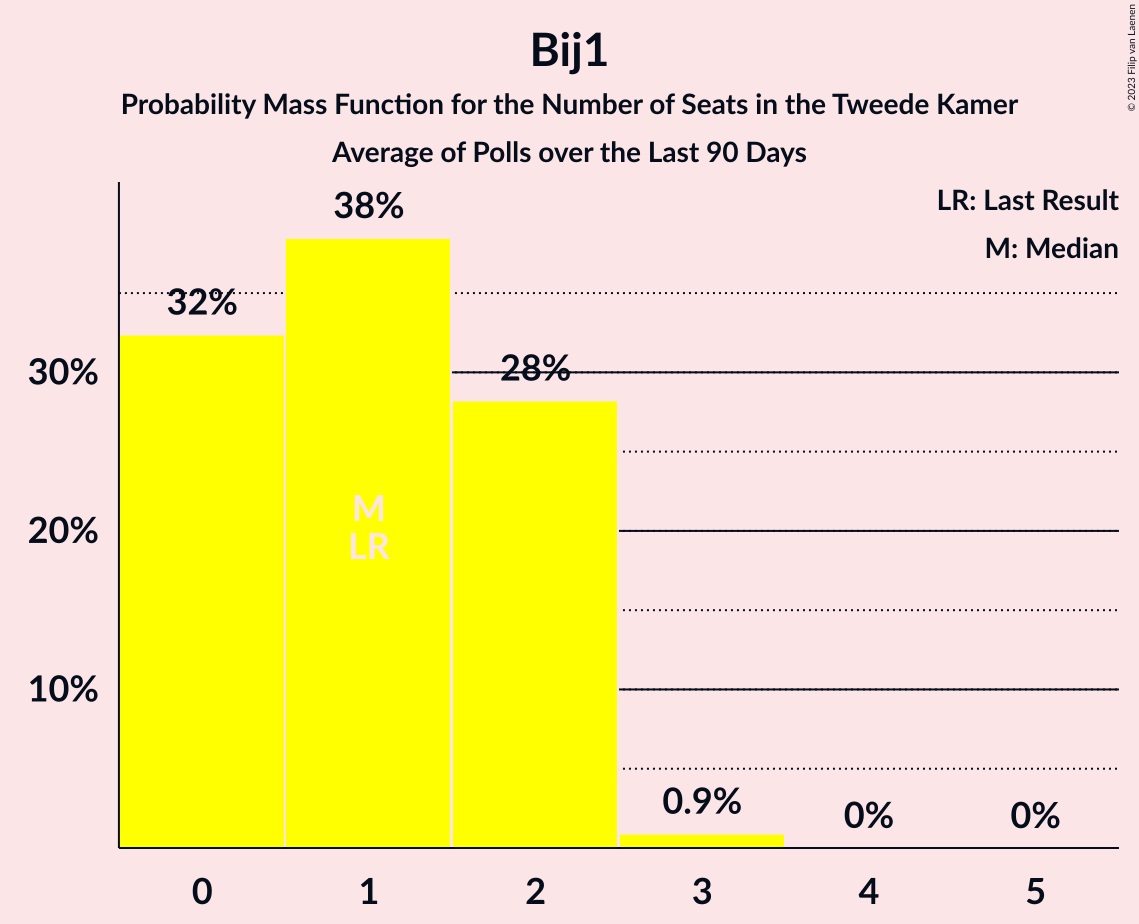 Bij1
Probability Mass Function for the Number of Seats in the Tweede Kamer
Average of Polls over the Last 90 Days
© 2023 Filip van Laenen
LR: Last Result
M: Median
38%
32%
28%
0.9%
0%
0%
M
LR
30%
20%
10%
0
1
2
3
4
5